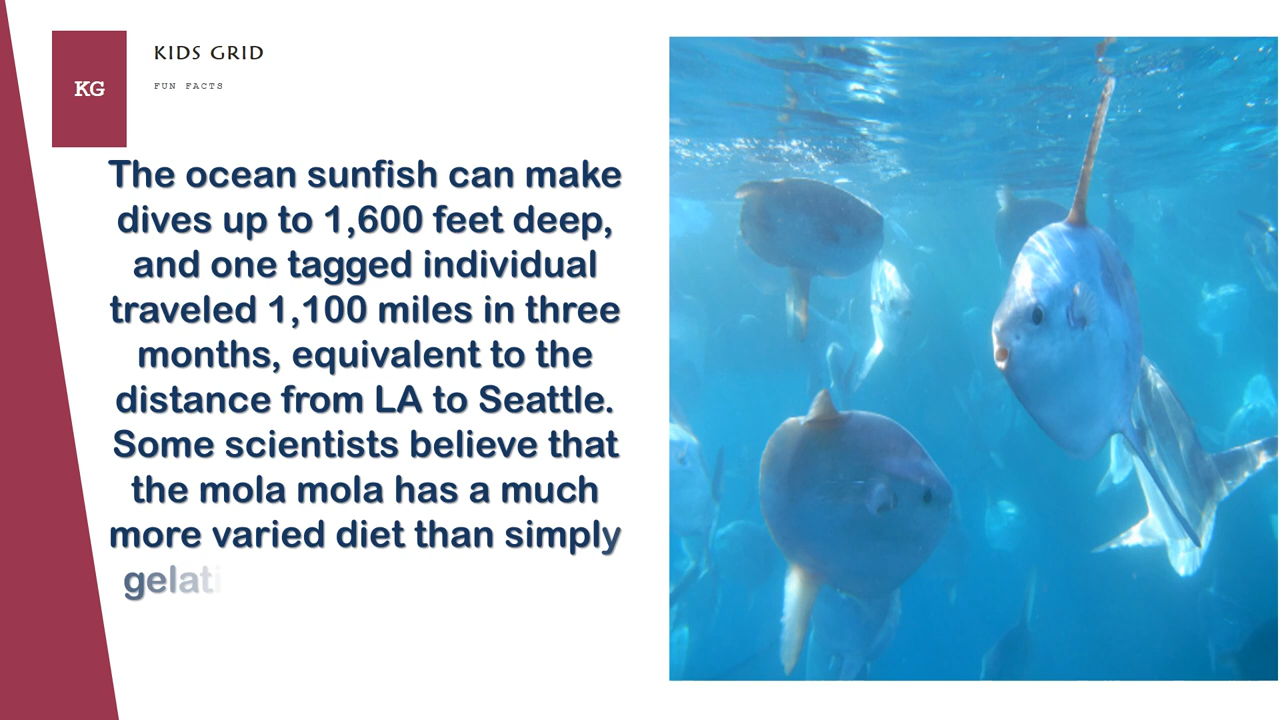 KG
KIDS GRID
FUN FACTS
The ocean sunfish can make
dives up to 1,600 feet deep,
and one tagged individual
traveled 1,100 miles in three
months, equivalent to the
distance from LA to Seattle.
Some scientists believe that
the mola mola has a much
more varied diet than simply
gelati